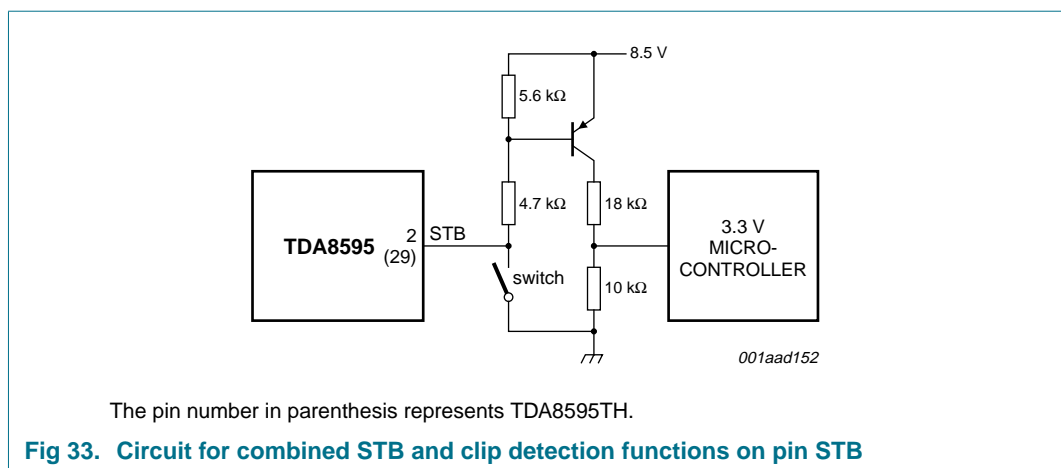 8.5 V
5.6 kΩ
4.7 kΩ
18 kΩ
TDA8595
2
(29)
STB
switch
10 kΩ
3.3 V
MICRO-
CONTROLLER
001aad152
The pin number in parenthesis represents TDA8595TH.
Fig 33. Circuit for combined STB and clip detection functions on pin STB